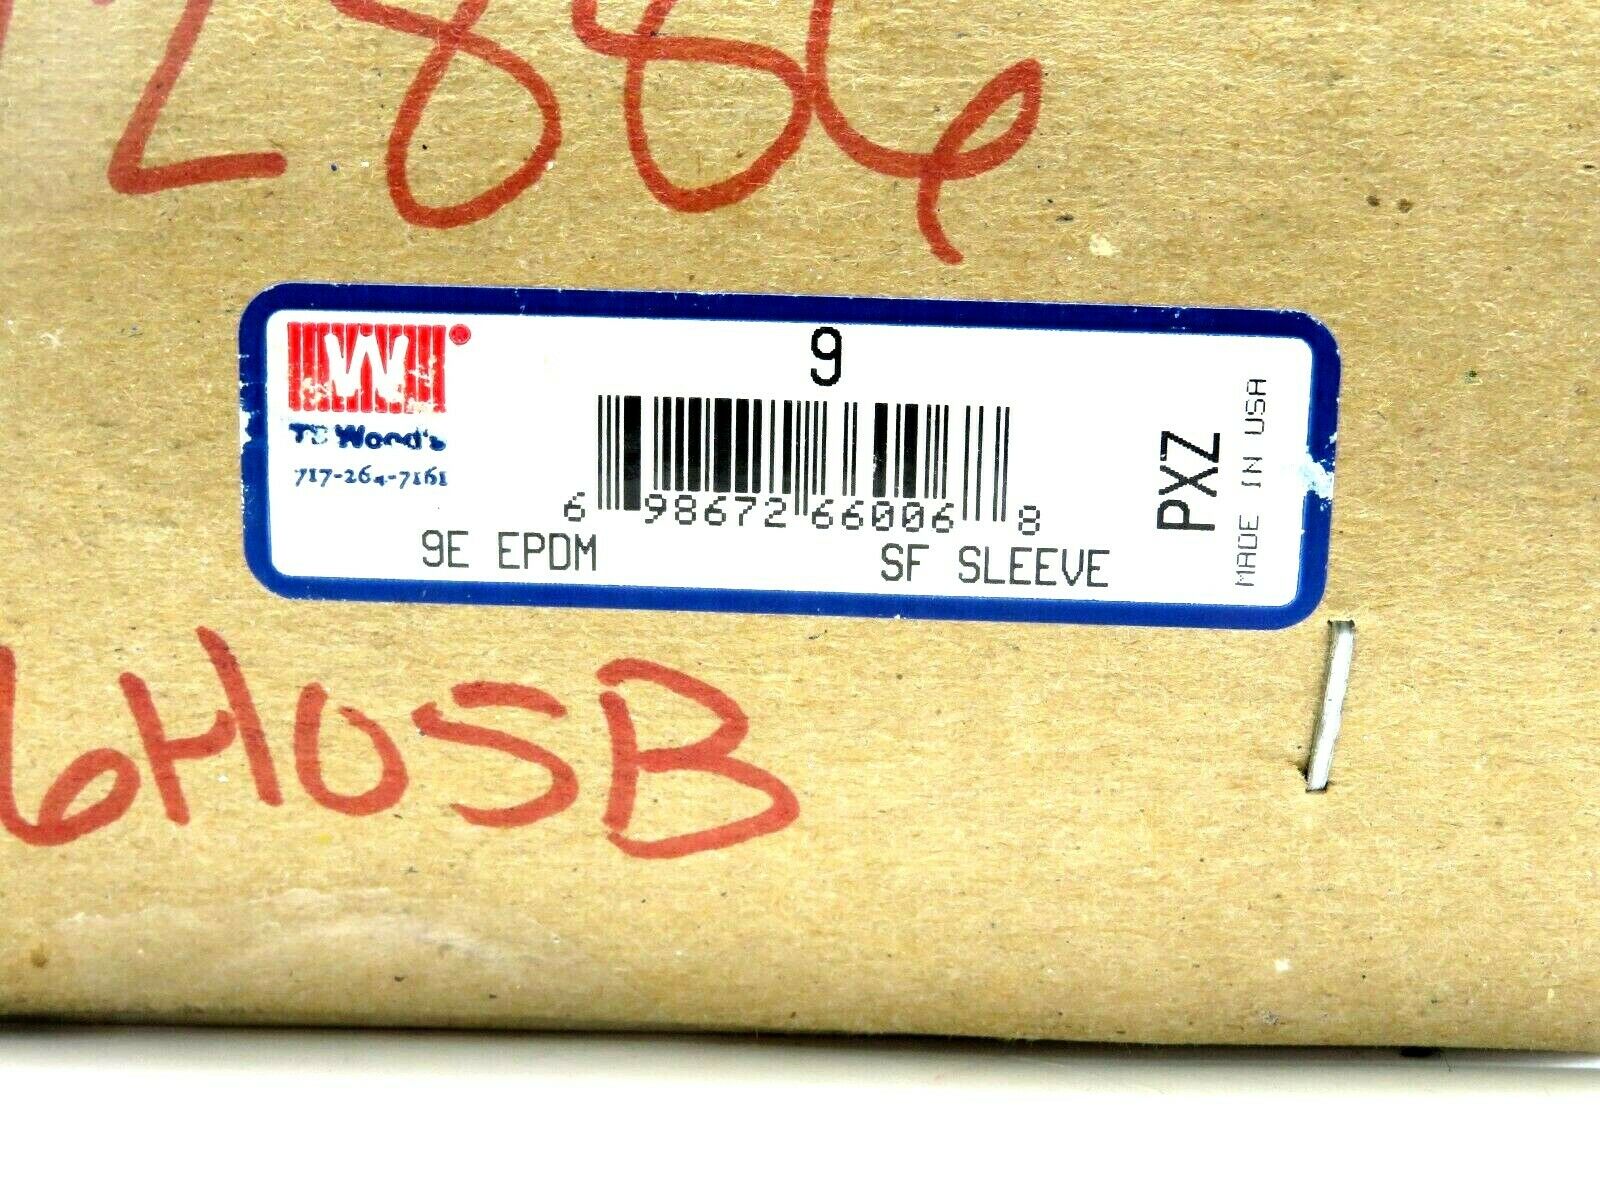 2886
W
TB Wood's
717-264-7161
9
6 98672 66006 8
9E EPDM SF SLEEVE
PXZ
MADE IN USA
6H05B